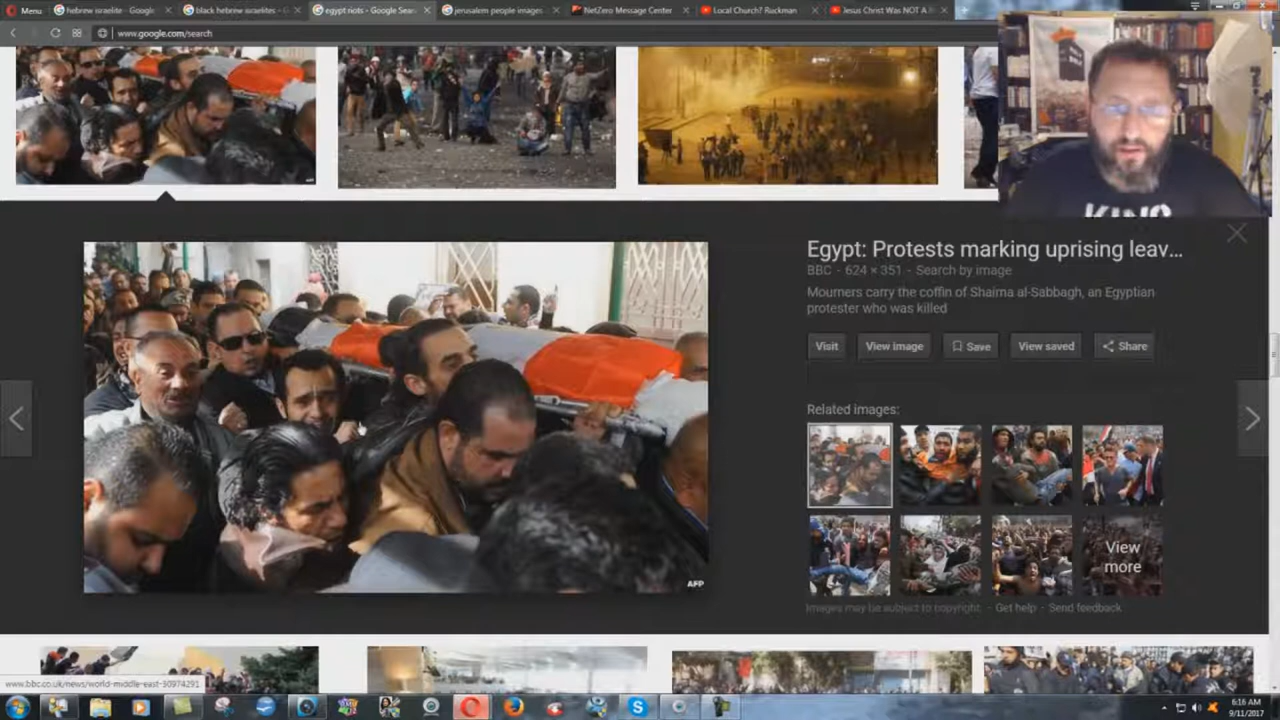 Menu
hebrew israelite - Google
black hebrew israelites - G
egypt riots - Google Sear
jerusalem people images
NetZero Message Center
Local Church? Ruckman
Jesus Christ Was NOT A B
www.google.com/search
AFP
Egypt: Protests marking uprising leav...
BBC - 624 × 351 - Search by image
Mourners carry the coffin of Shaima al-Sabbagh, an Egyptian
protester who was killed
Visit
View image
Save
View saved
Share
Related images:
View
more
Images may be subject to copyright. - Get help - Send feedback
www.bbc.co.uk/news/world-middle-east-30974291
6:16 AM
9/11/2017